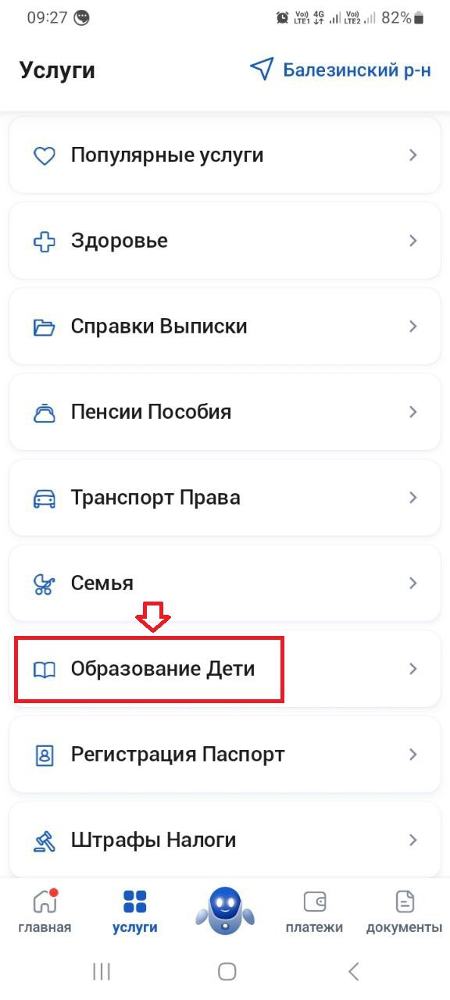 09:27 Vo)) LTE1 4G Vo)) LTE2 82%
Услуги Балезинский р-н
Популярные услуги
Здоровье
Справки Выписки
Пенсии Пособия
Транспорт Права
Семья
Образование Дети
Регистрация Паспорт
Штрафы Налоги
главная услуги платежи документы